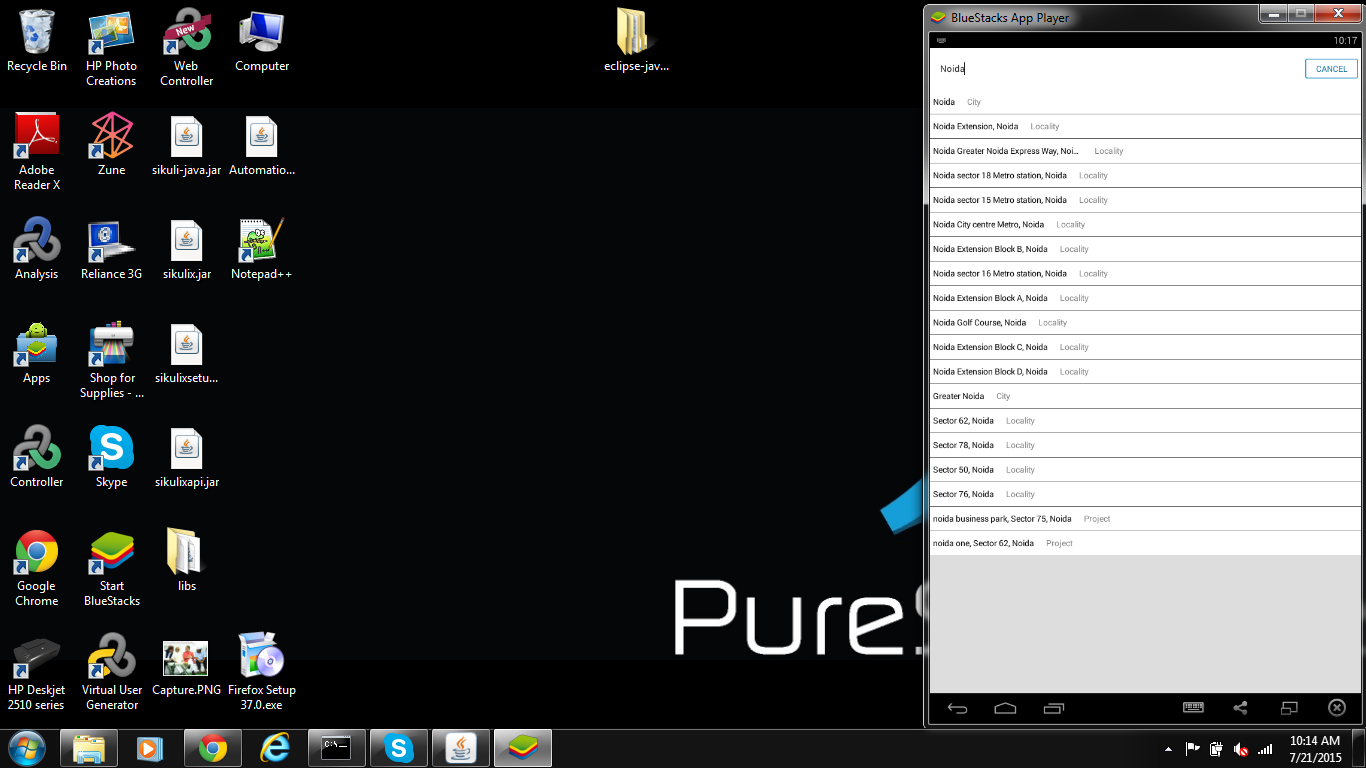 Recycle Bin
HP Photo
Creations
New
Web
Controller
Computer
eclipse-jav...
Adobe
Reader X
Zune
sikuli-java.jar
Automatio...
Analysis
Reliance 3G
sikulix.jar
Notepad++
Apps
Shop for
Supplies - ...
sikulixsetu...
Controller
Skype
sikulixapi.jar
Google
Chrome
Start
BlueStacks
libs
HP Deskjet
2510 series
Virtual User
Generator
Capture.PNG
Firefox Setup
37.0.exe
Pure
BlueStacks App Player
10:17
Noida
CANCEL
Noida City
Noida Extension, Noida Locality
Noida Greater Noida Express Way, Noi... Locality
Noida sector 18 Metro station, Noida Locality
Noida sector 15 Metro station, Noida Locality
Noida City centre Metro, Noida Locality
Noida Extension Block B, Noida Locality
Noida sector 16 Metro station, Noida Locality
Noida Extension Block A, Noida Locality
Noida Golf Course, Noida Locality
Noida Extension Block C, Noida Locality
Noida Extension Block D, Noida Locality
Greater Noida City
Sector 62, Noida Locality
Sector 78, Noida Locality
Sector 50, Noida Locality
Sector 76, Noida Locality
noida business park, Sector 75, Noida Project
noida one, Sector 62, Noida Project
C:\_
10:14 AM
7/21/2015